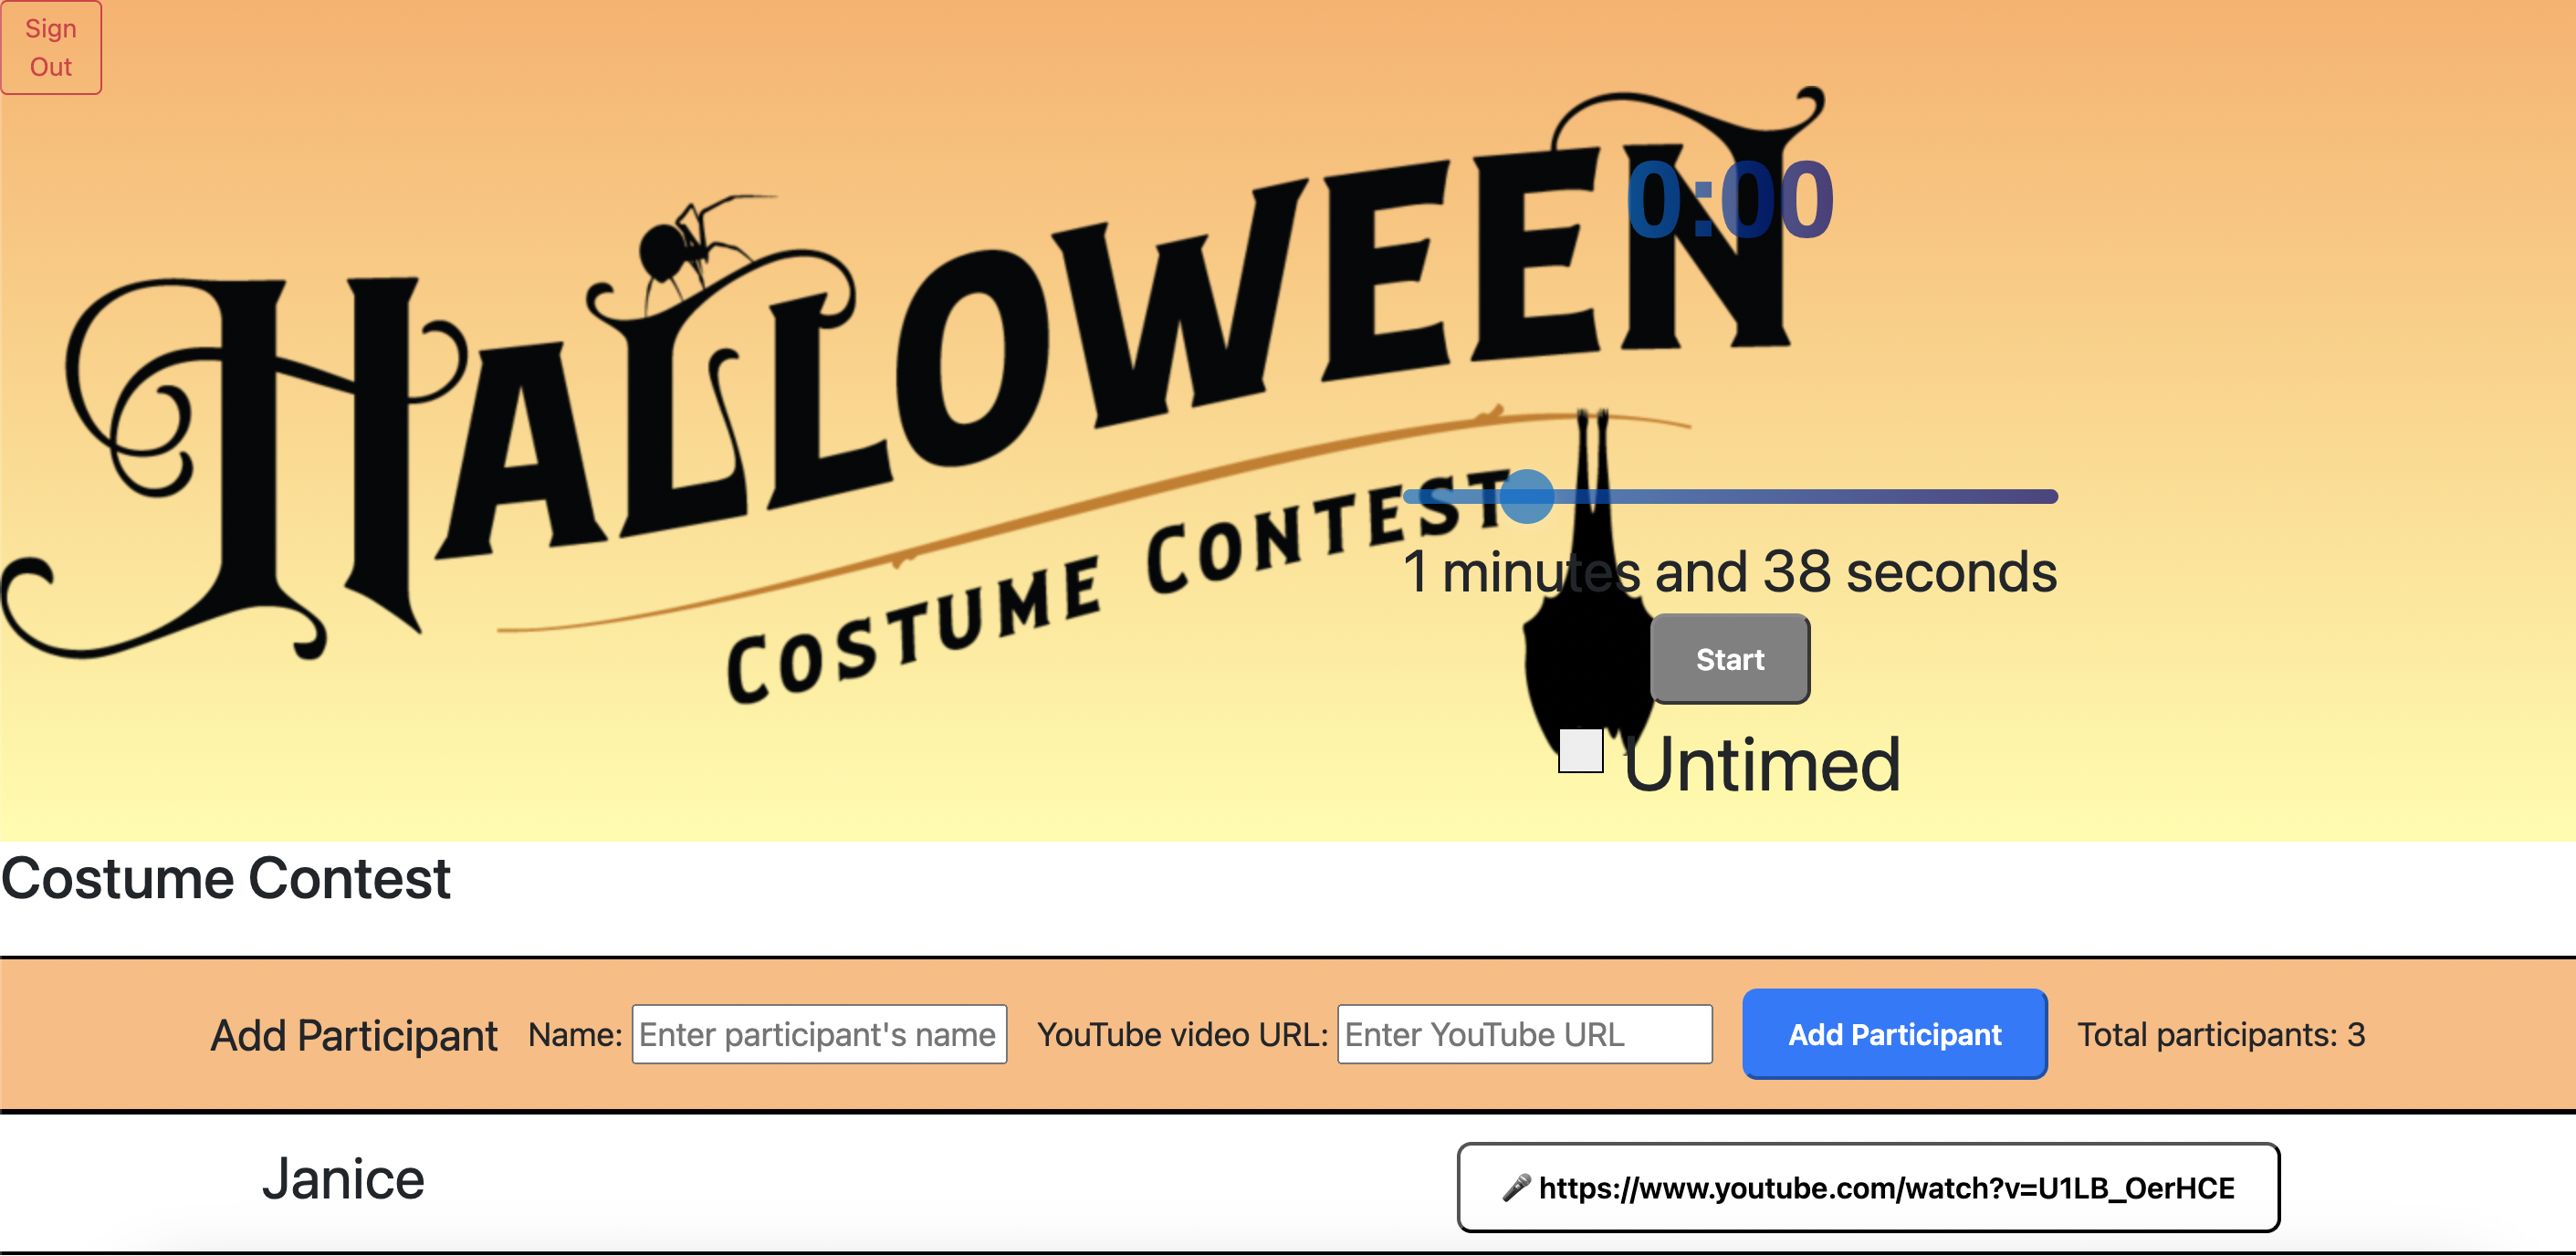 Sign
Out
HALLOWEEN
0:00
COSTUME CONTEST
1 minutes and 38 seconds
Start
Untimed
Costume Contest
Add Participant Name: Enter participant's name YouTube video URL: Enter YouTube URL Add Participant Total participants: 3
Janice 🎤 https://www.youtube.com/watch?v=U1LB_OerHCE